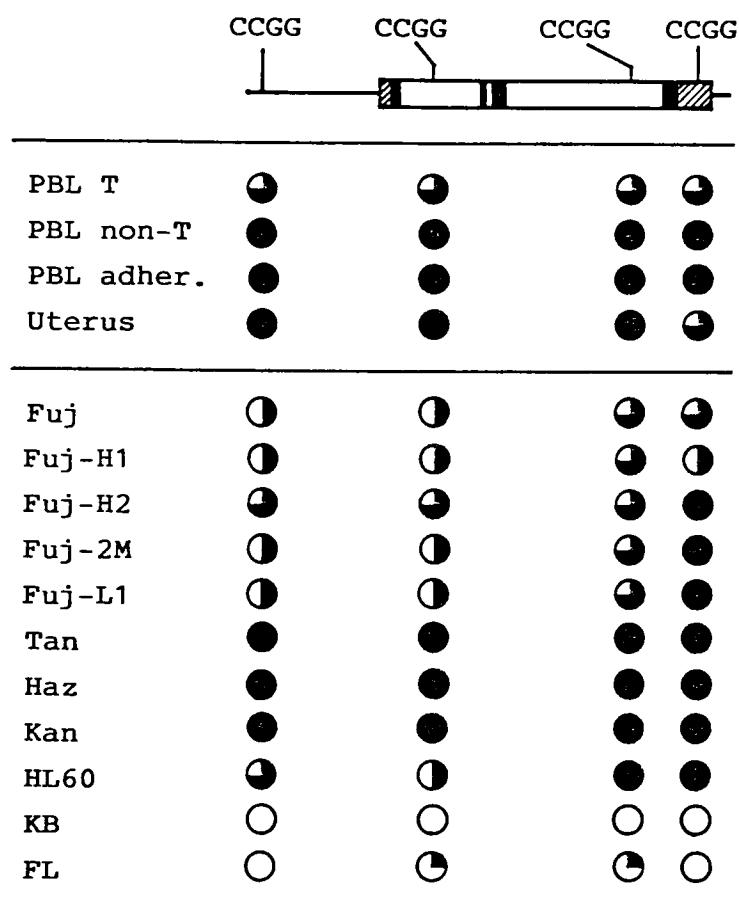 CCGG CCGG CCGG CCGG
PBL T
PBL non-T
PBL adher.
Uterus
Fuj
Fuj-H1
Fuj-H2
Fuj-2M
Fuj-L1
Tan
Haz
Kan
HL60
KB
FL